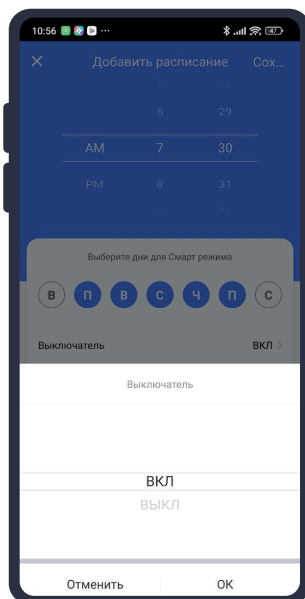 10:56 47
Добавить расписание Сох...
6 29
AM 7 30
PM 8 31
Выберите дни для Смарт режима
В П В С Ч П С
Выключатель ВКЛ
Выключатель
ВКЛ
ВЫКЛ
Отменить ОК